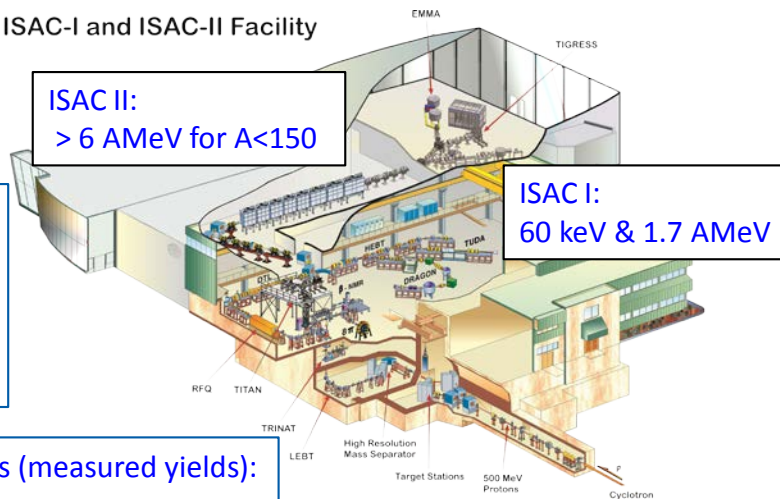 ISAC-I and ISAC-II Facility
EMMA
TIGRESS
ISAC II:
> 6 AMeV for A<150
ISAC I:
60 keV & 1.7 AMeV
HEBT
TUDA
DRAGON
DTL
β-NMR
8π
RFQ
TITAN
TRINAT
LEBT
High Resolution
Mass Separator
Target Stations
500 MeV
Protons
P
Cyclotron
s (measured yields):